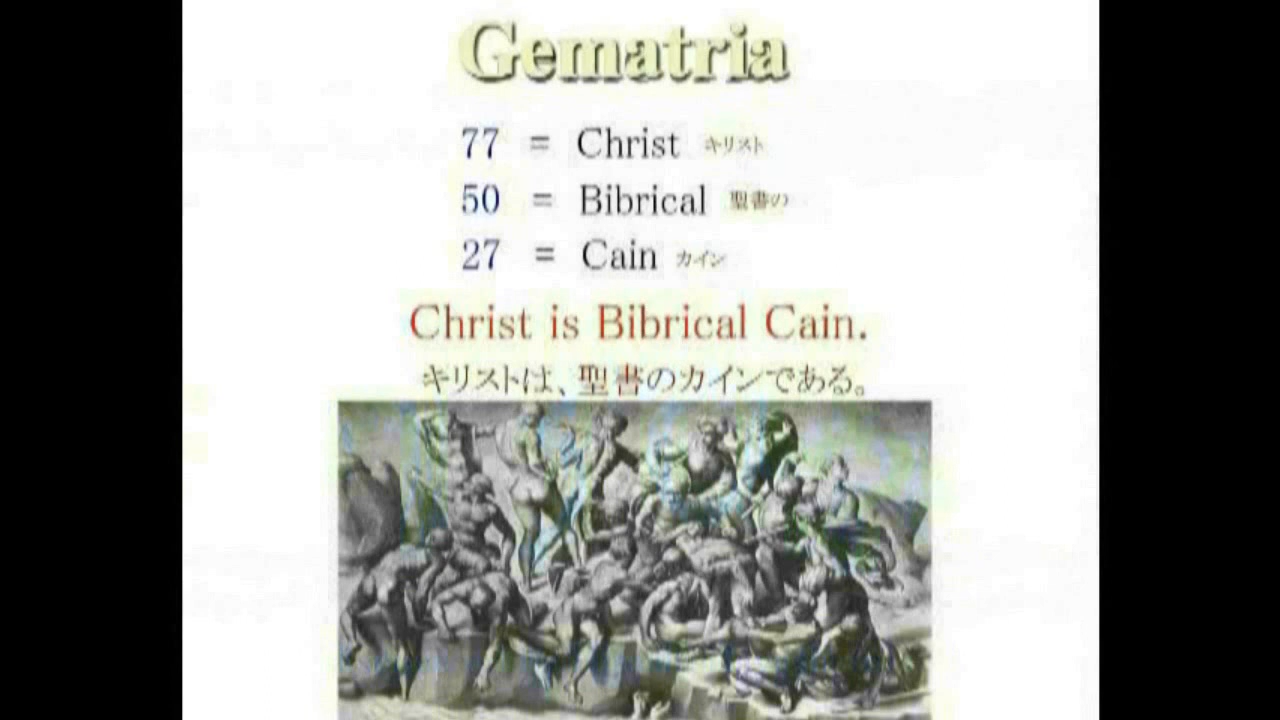 Gematria
77 = Christ キリスト
50 = Bibrical 聖書の
27 = Cain カイン
Christ is Bibrical Cain.
キリストは、聖書のカインである。